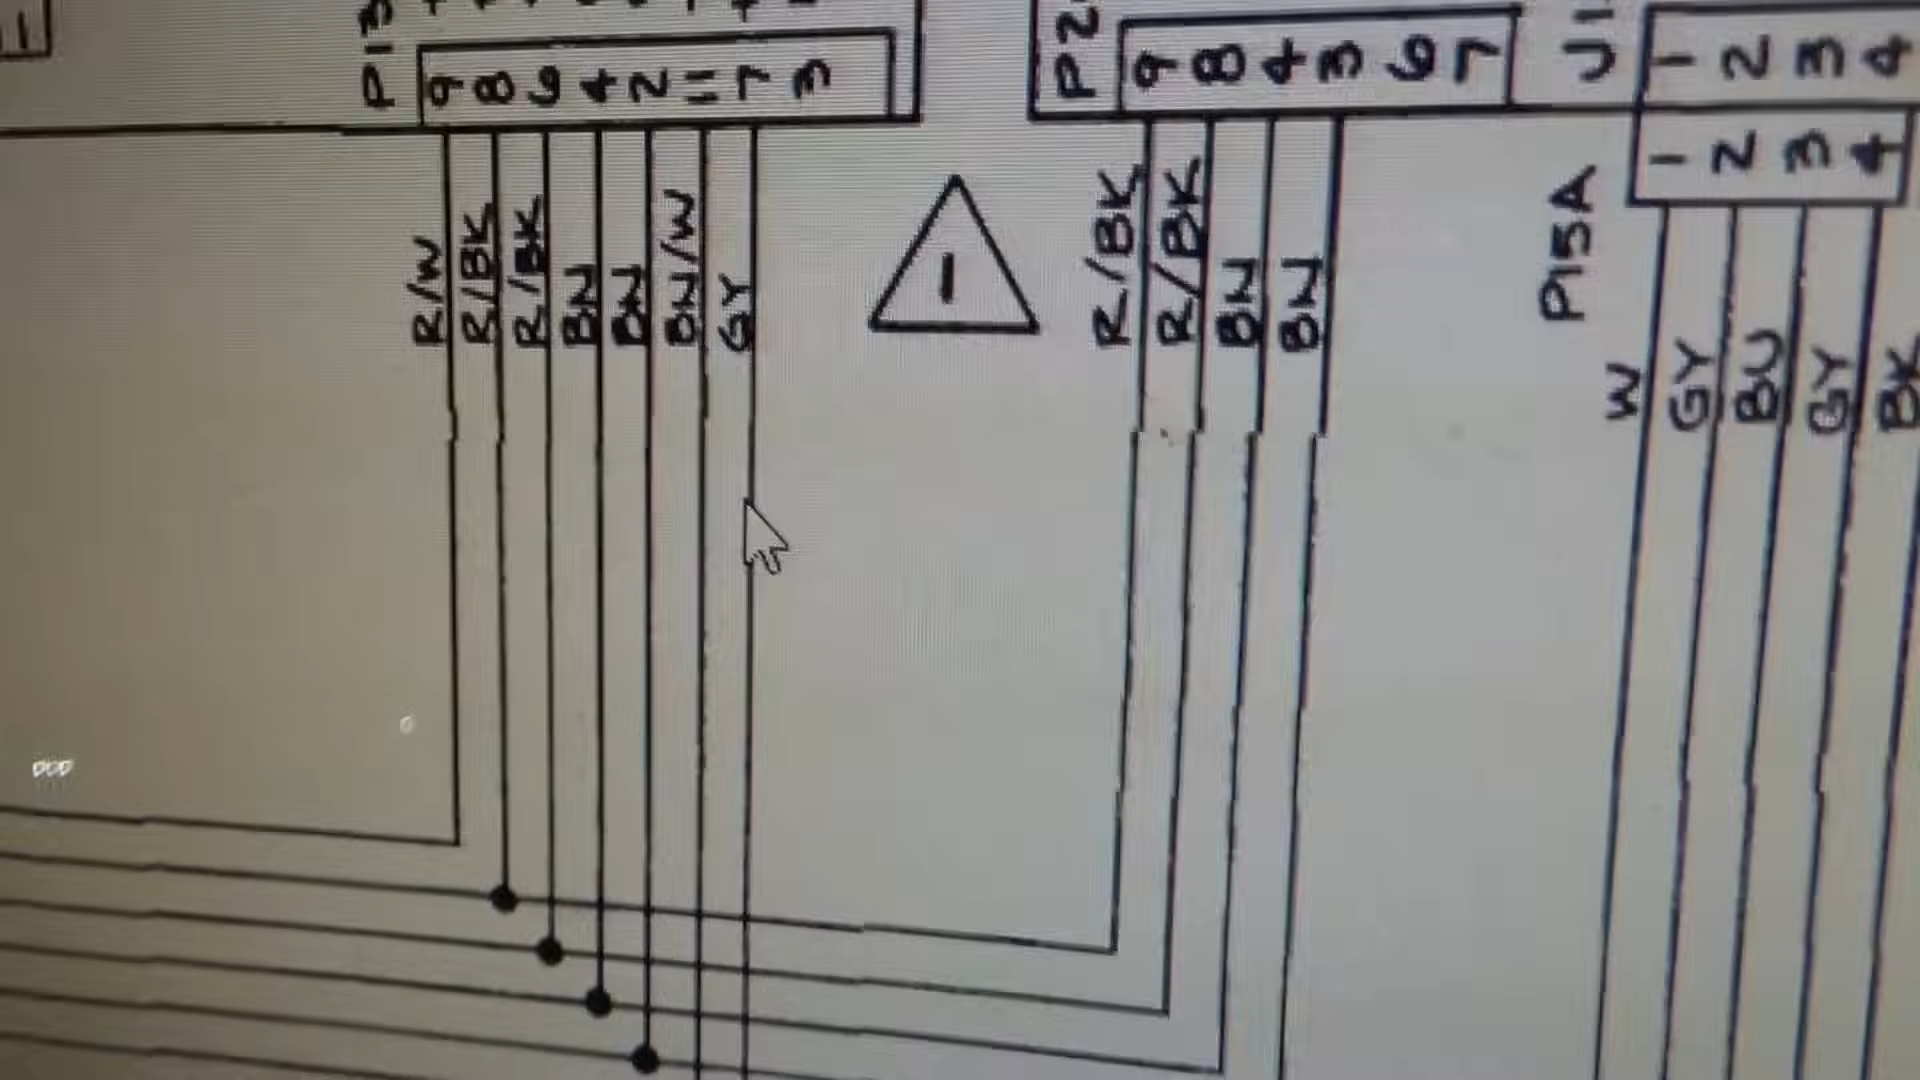 1
P13
9 8 6 4 2 11 7 3
P2
9 8 4 3 6 7
J1
1 2 3 4
P15A
1 2 3 4
R/W
R/BK
R/BK
BN
BN
BN/W
GY
1
R/BK
R/BK
BN
BN
W
GY
BU
GY
BK